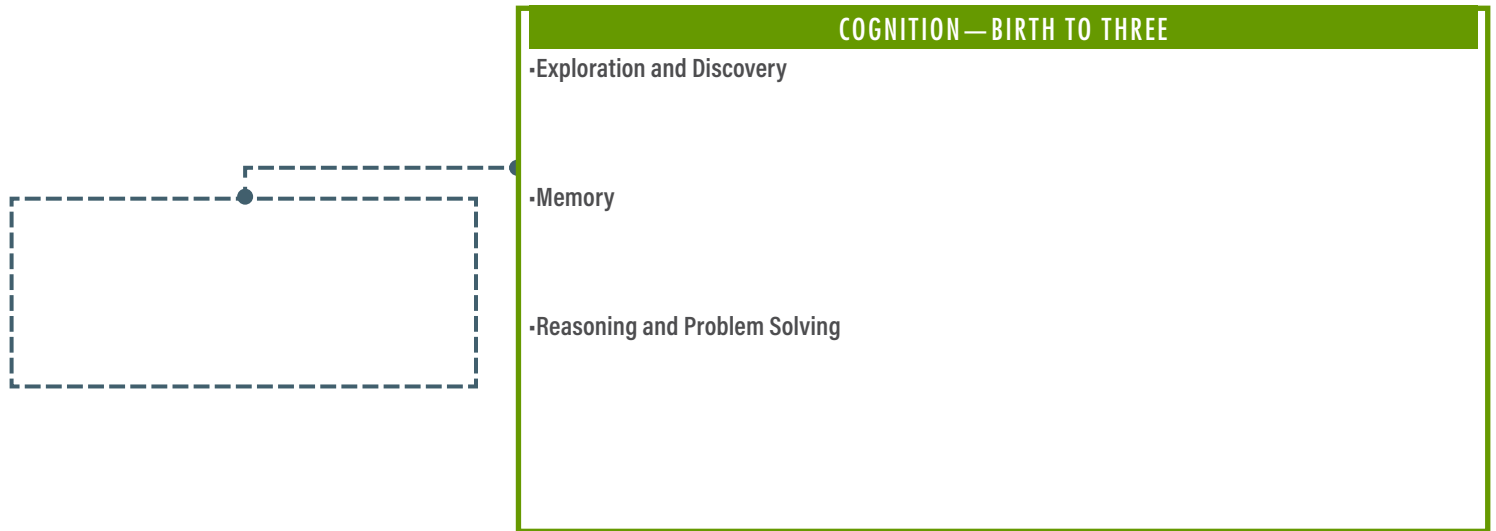 COGNITION—BIRTH TO THREE
▪Exploration and Discovery
▪Memory
▪Reasoning and Problem Solving